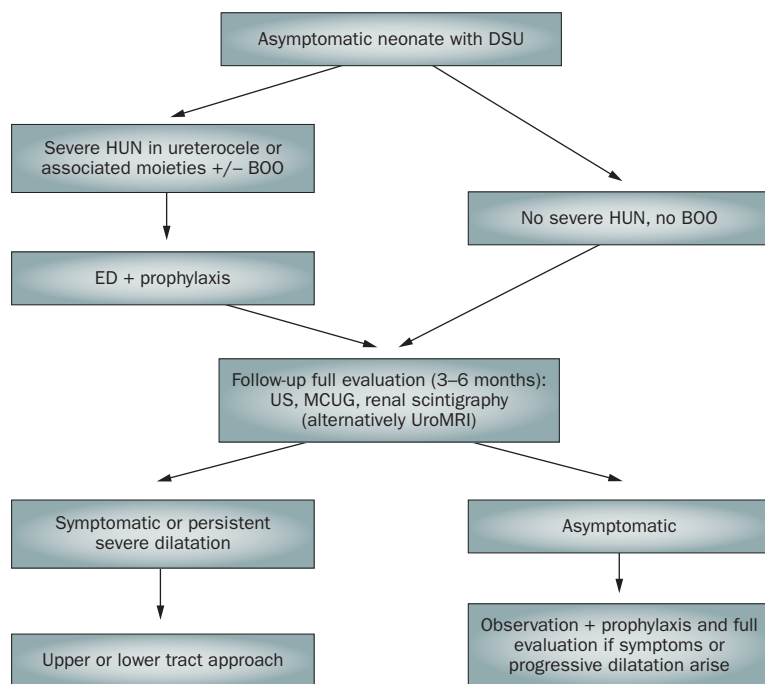 Asymptomatic neonate with DSU
Severe HUN in ureterocele or
associated moieties +/– BOO
No severe HUN, no BOO
ED + prophylaxis
Follow-up full evaluation (3–6 months):
US, MCUG, renal scintigraphy
(alternatively UroMRI)
Symptomatic or persistent
severe dilatation
Asymptomatic
Upper or lower tract approach
Observation + prophylaxis and full
evaluation if symptoms or
progressive dilatation arise